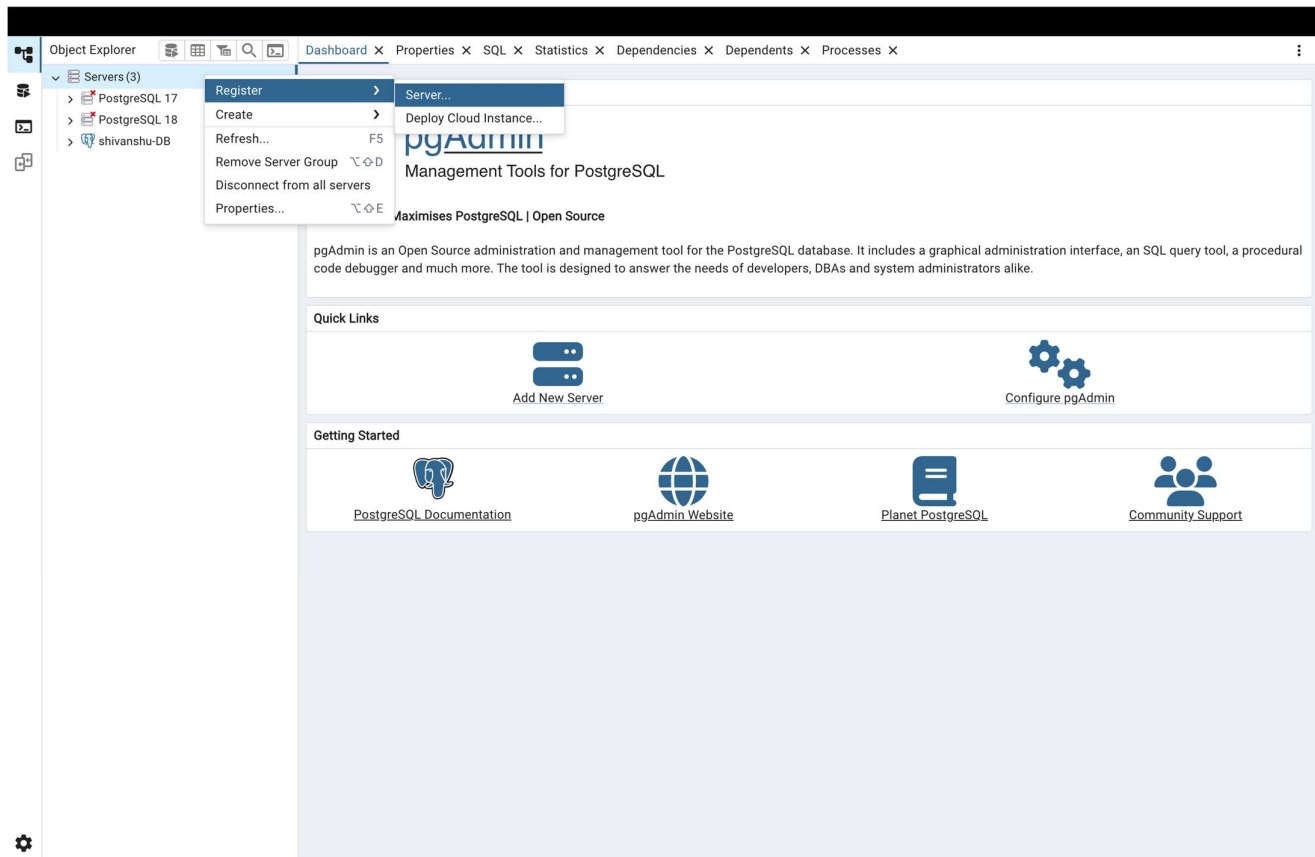 Object Explorer
Dashboard Properties SQL Statistics Dependencies Dependents Processes
Servers (3)
PostgreSQL 17
PostgreSQL 18
shivanshu-DB
Register
Create
Refresh... F5
Remove Server Group ⌥⇧D
Disconnect from all servers
Properties... ⌥⇧E
Server...
Deploy Cloud Instance...
pgAdmin
Management Tools for PostgreSQL
Maximises PostgreSQL | Open Source
pgAdmin is an Open Source administration and management tool for the PostgreSQL database. It includes a graphical administration interface, an SQL query tool, a procedural
code debugger and much more. The tool is designed to answer the needs of developers, DBAs and system administrators alike.
Quick Links
Add New Server
Configure pgAdmin
Getting Started
PostgreSQL Documentation
pgAdmin Website
Planet PostgreSQL
Community Support